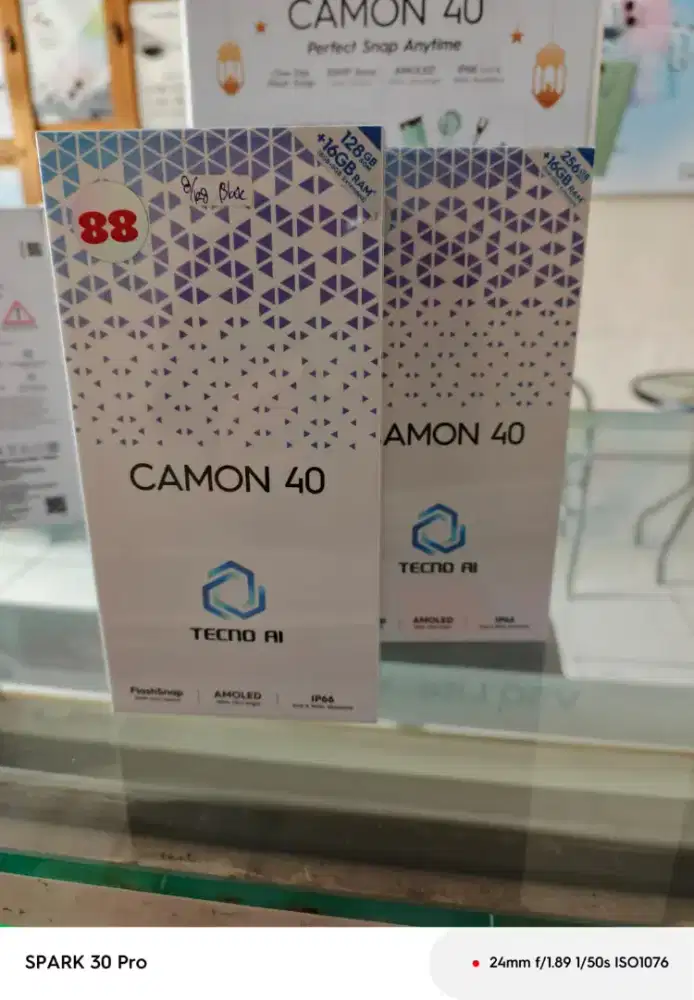 CAMON 40
Perfect Snap Anytime
AMOLED
128GB
+16GB RAM
8/128 Black
88
256GB
+16GB RAM
CAMON 40
AMON 40
TECNO AI
TECNO AI
FlashSnap
AMOLED
IP66
AMOLED
IP66
SPARK 30 Pro
24mm f/1.89 1/50s ISO1076